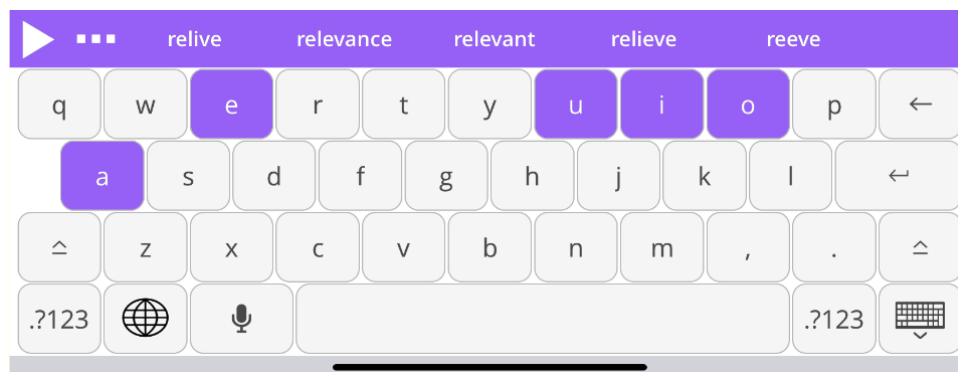 relive relevance relevant relieve reeve
q w e r t y u i o p
a s d f g h j k l
z x c v b n m , .
.?123 .?123